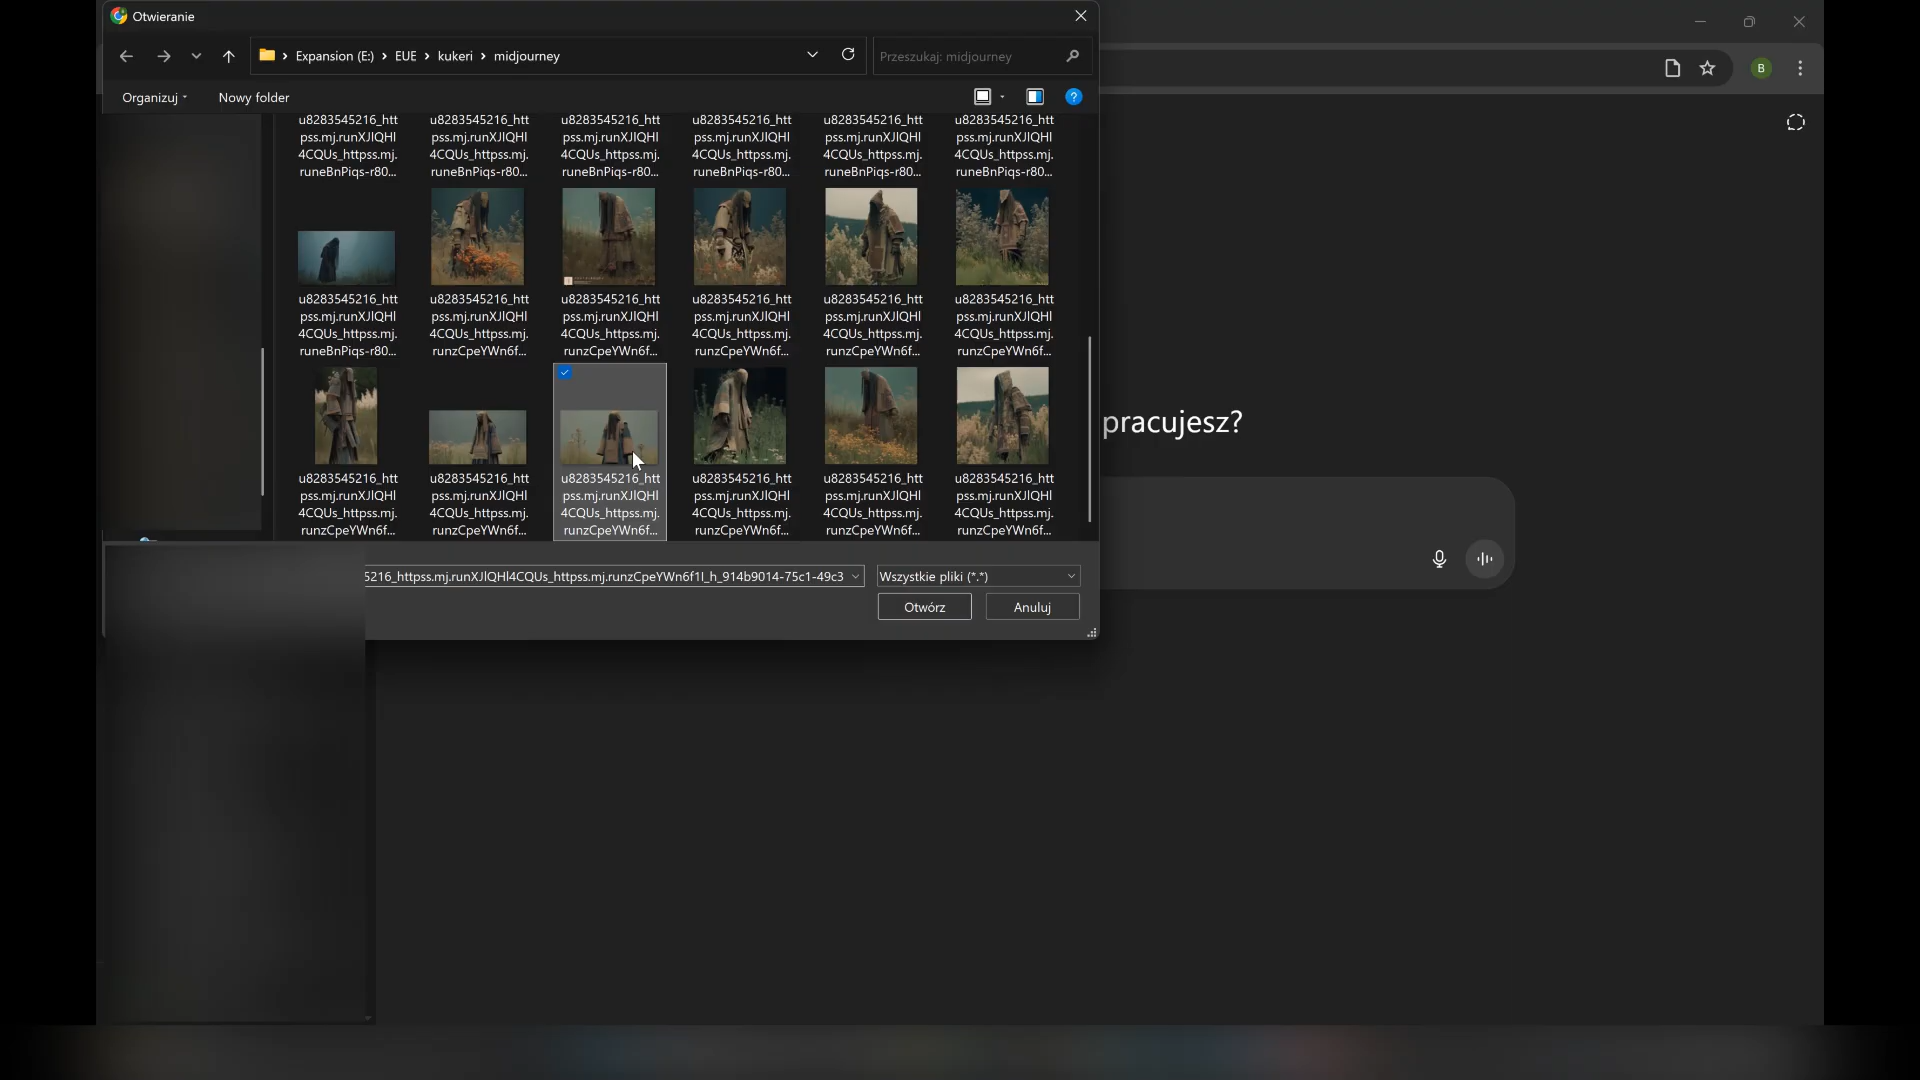 Otwieranie
Expansion (E:) › EUE › kukeri › midjourney
Przeszukaj: midjourney
B
Organizuj
Nowy folder
?
u8283545216_htt u8283545216_htt u8283545216_htt u8283545216_htt u8283545216_htt u8283545216_htt
pss.mj.runXJlQHl pss.mj.runXJlQHl pss.mj.runXJlQHl pss.mj.runXJlQHl pss.mj.runXJlQHl pss.mj.runXJlQHl
4CQUs_httpss.mj. 4CQUs_httpss.mj. 4CQUs_httpss.mj. 4CQUs_httpss.mj. 4CQUs_httpss.mj. 4CQUs_httpss.mj.
runeBnPiqs-r80... runeBnPiqs-r80... runeBnPiqs-r80... runeBnPiqs-r80... runeBnPiqs-r80... runeBnPiqs-r80...
u8283545216_htt u8283545216_htt u8283545216_htt u8283545216_htt u8283545216_htt u8283545216_htt
pss.mj.runXJlQHl pss.mj.runXJlQHl pss.mj.runXJlQHl pss.mj.runXJlQHl pss.mj.runXJlQHl pss.mj.runXJlQHl
4CQUs_httpss.mj. 4CQUs_httpss.mj. 4CQUs_httpss.mj. 4CQUs_httpss.mj. 4CQUs_httpss.mj. 4CQUs_httpss.mj.
runeBnPiqs-r80... runzCpeYWn6f... runzCpeYWn6f... runzCpeYWn6f... runzCpeYWn6f... runzCpeYWn6f...
pracujesz?
u8283545216_htt u8283545216_htt u8283545216_htt u8283545216_htt u8283545216_htt u8283545216_htt
pss.mj.runXJlQHl pss.mj.runXJlQHl pss.mj.runXJlQHl pss.mj.runXJlQHl pss.mj.runXJlQHl pss.mj.runXJlQHl
4CQUs_httpss.mj. 4CQUs_httpss.mj. 4CQUs_httpss.mj. 4CQUs_httpss.mj. 4CQUs_httpss.mj. 4CQUs_httpss.mj.
runzCpeYWn6f... runzCpeYWn6f... runzCpeYWn6f... runzCpeYWn6f... runzCpeYWn6f... runzCpeYWn6f...
5216_httpss.mj.runXJlQHl4CQUs_httpss.mj.runzCpeYWn6f1I_h_914b9014-75c1-49c3
Wszystkie pliki (*.*)
Otwórz
Anuluj